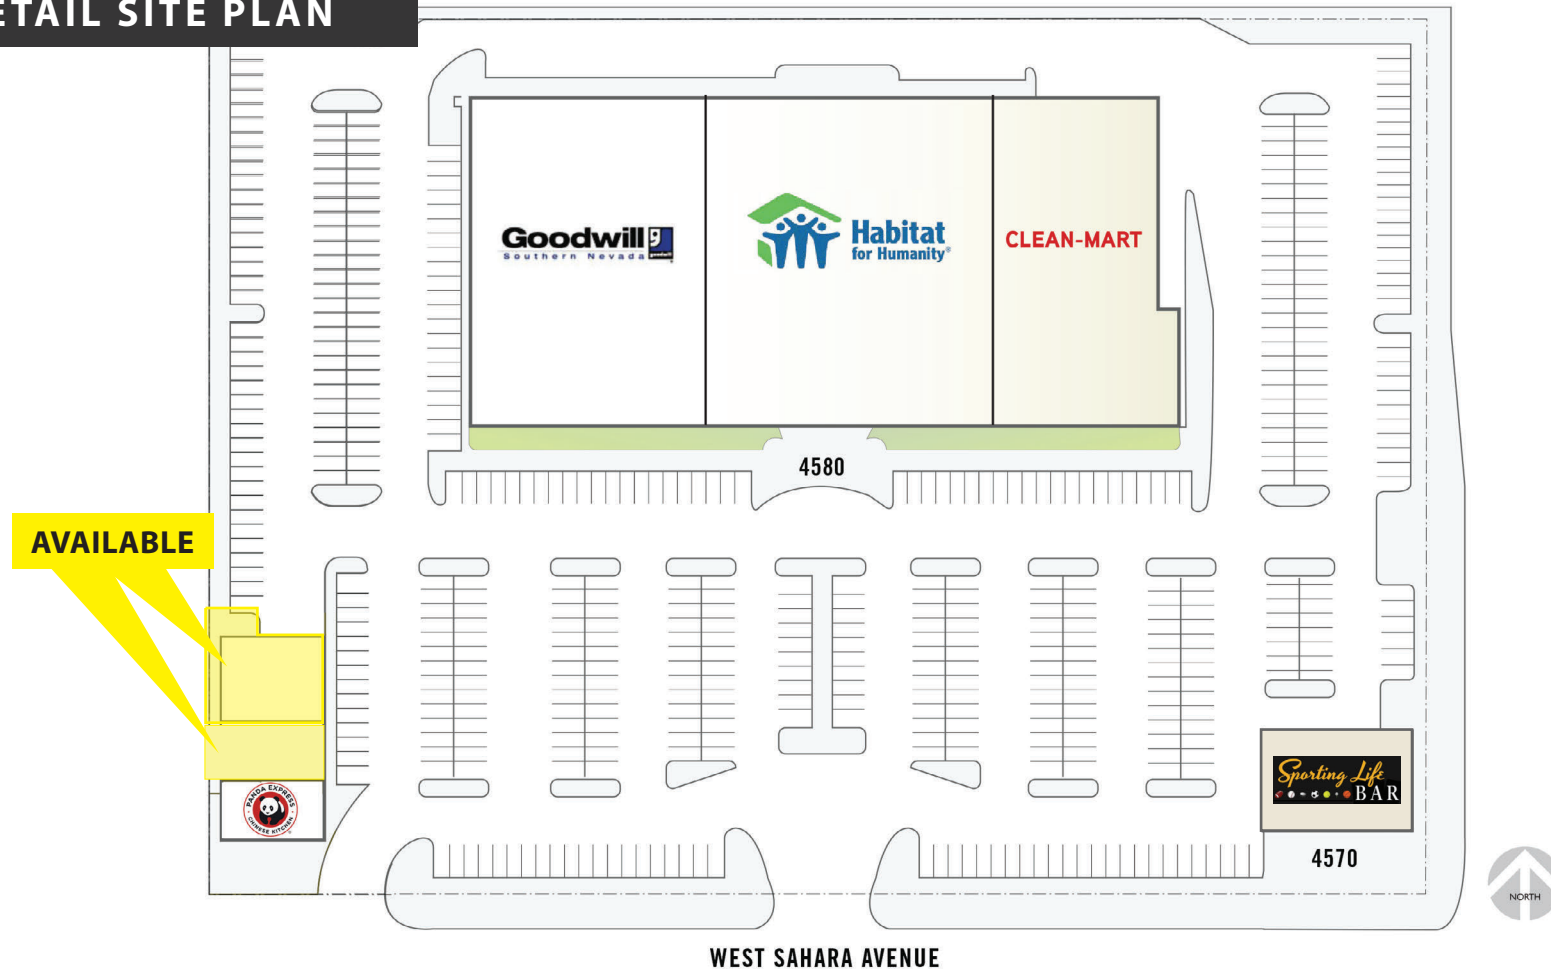 ETAIL SITE PLAN
Goodwill
Southern Nevada
Habitat
for Humanity®
CLEAN-MART
4580
AVAILABLE
PANDA EXPRESS
CHINESE KITCHEN
Sporting Life
BAR
4570
NORTH
WEST SAHARA AVENUE